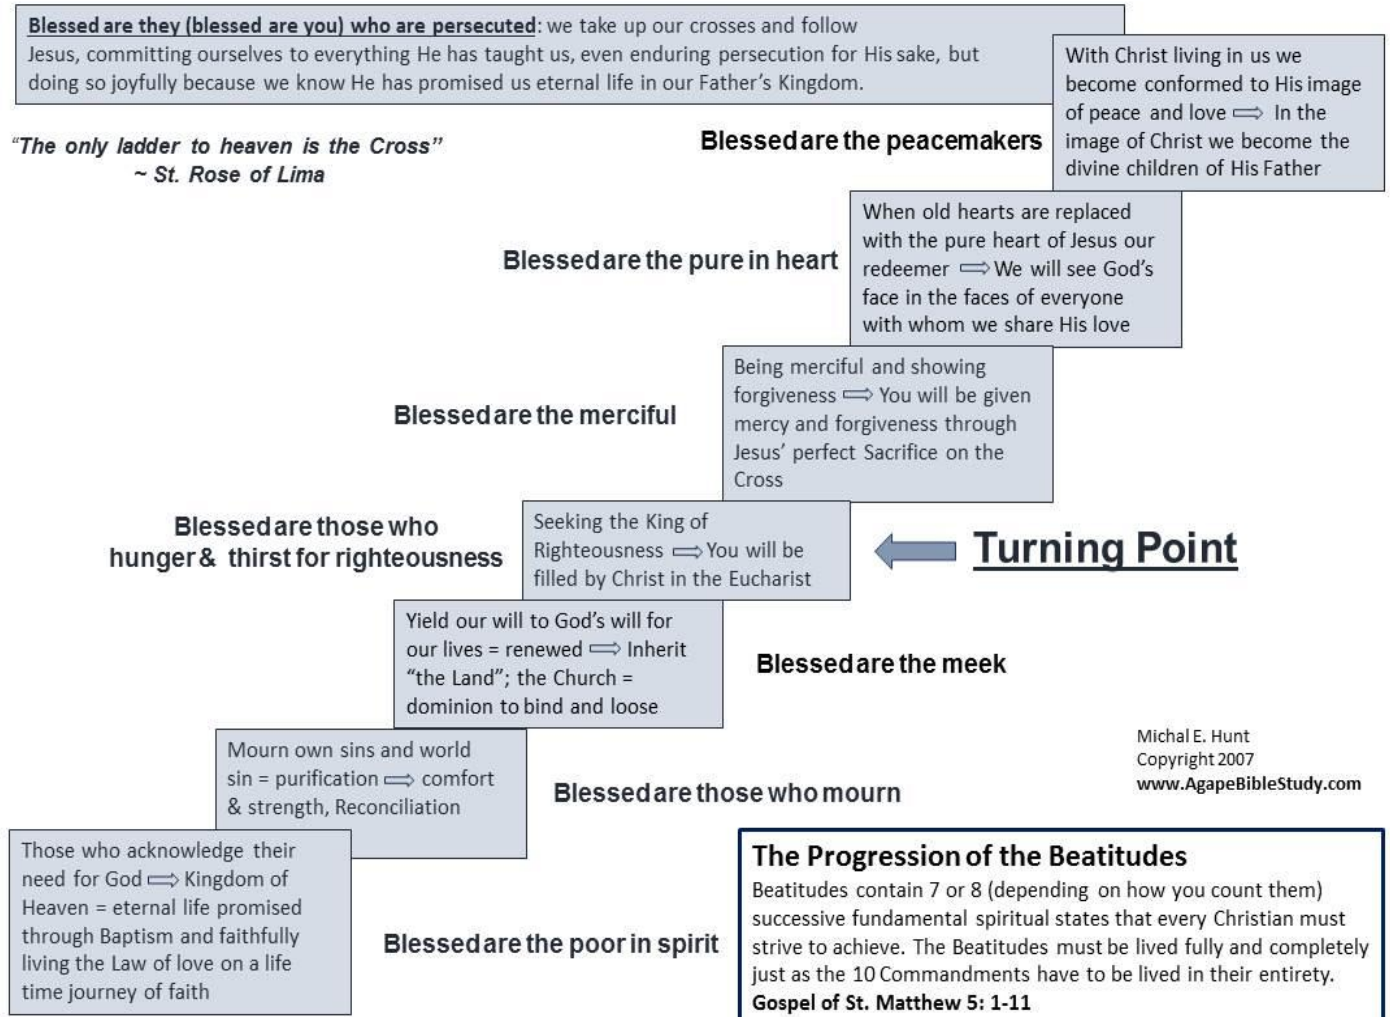 Blessed are they (blessed are you) who are persecuted: we take up our crosses and follow
Jesus, committing ourselves to everything He has taught us, even enduring persecution for His sake, but
doing so joyfully because we know He has promised us eternal life in our Father's Kingdom.
With Christ living in us we
become conformed to His image
of peace and love ⇨ In the
image of Christ we become the
divine children of His Father
"The only ladder to heaven is the Cross"
~ St. Rose of Lima
Blessed are the peacemakers
When old hearts are replaced
with the pure heart of Jesus our
redeemer ⇨ We will see God's
face in the faces of everyone
with whom we share His love
Blessed are the pure in heart
Being merciful and showing
forgiveness ⇨ You will be given
mercy and forgiveness through
Jesus' perfect Sacrifice on the
Cross
Blessed are the merciful
Blessed are those who
hunger & thirst for righteousness
Seeking the King of
Righteousness ⇨ You will be
filled by Christ in the Eucharist
Turning Point
Yield our will to God's will for
our lives = renewed ⇨ Inherit
"the Land"; the Church =
dominion to bind and loose
Blessed are the meek
Mourn own sins and world
sin = purification ⇨ comfort
& strength, Reconciliation
Blessed are those who mourn
Michal E. Hunt
Copyright 2007
www.AgapeBibleStudy.com
Those who acknowledge their
need for God ⇨ Kingdom of
Heaven = eternal life promised
through Baptism and faithfully
living the Law of love on a life
time journey of faith
Blessed are the poor in spirit
The Progression of the Beatitudes
Beatitudes contain 7 or 8 (depending on how you count them)
successive fundamental spiritual states that every Christian must
strive to achieve. The Beatitudes must be lived fully and completely
just as the 10 Commandments have to be lived in their entirety.
Gospel of St. Matthew 5: 1-11